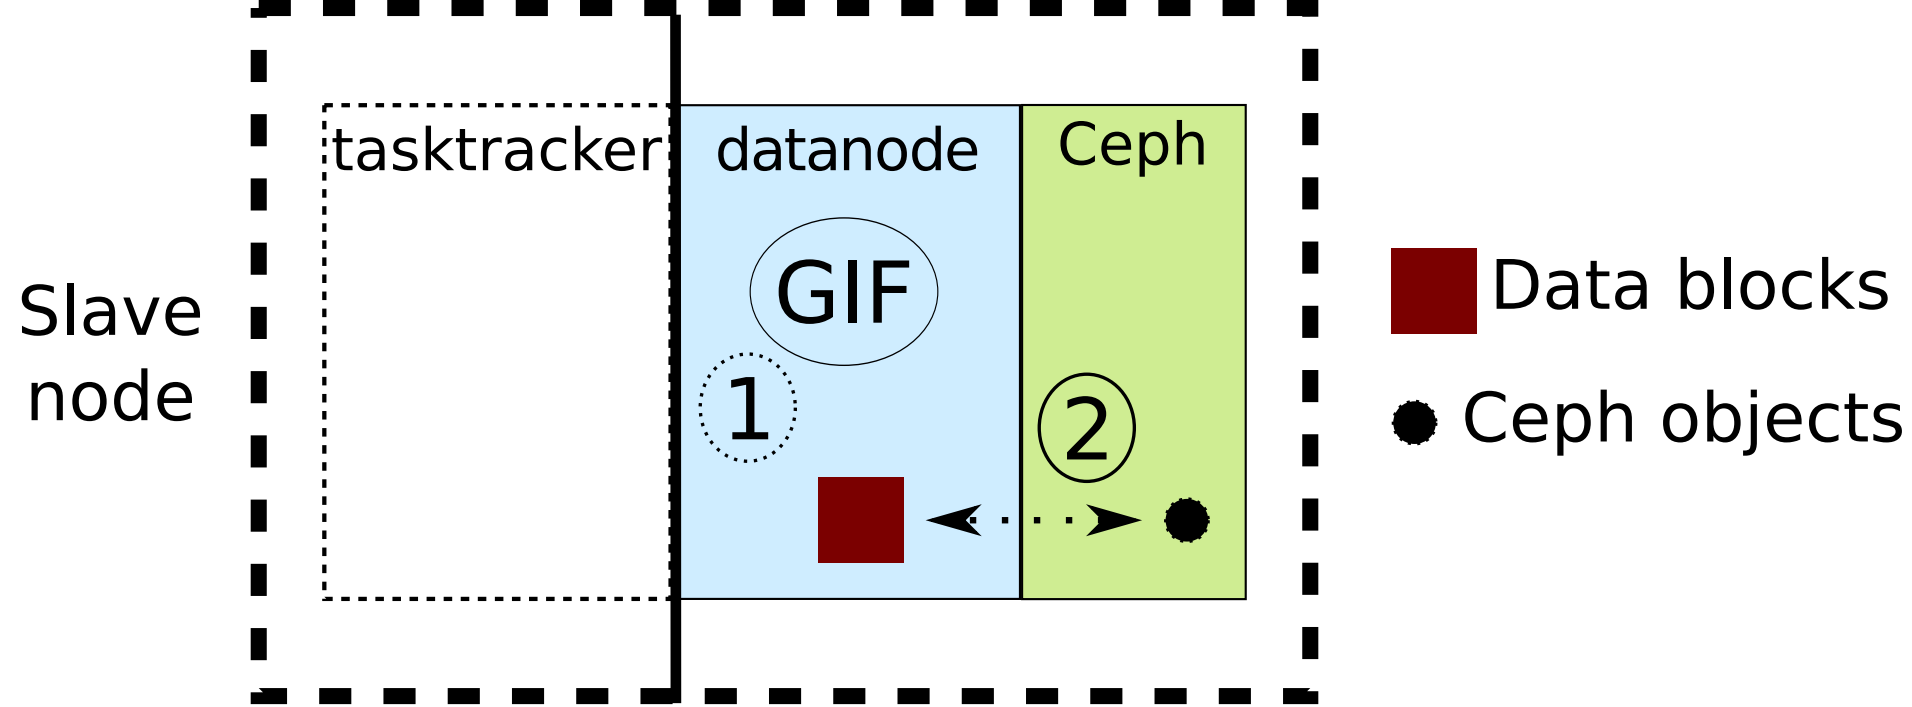 Slave
node
tasktracker
datanode
Ceph
GIF
1
2
Data blocks
Ceph objects